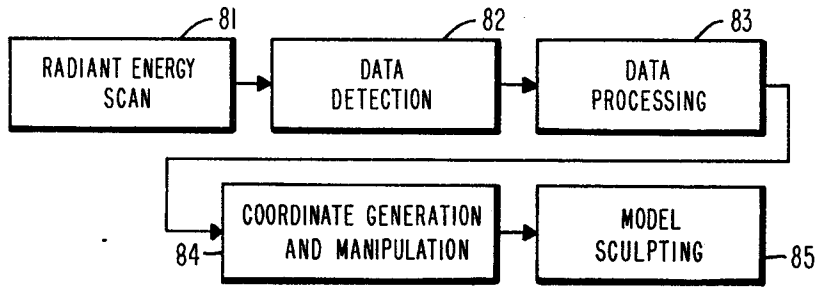 81
RADIANT ENERGY
SCAN
82
DATA
DETECTION
83
DATA
PROCESSING
84
COORDINATE GENERATION
AND MANIPULATION
MODEL
SCULPTING
85